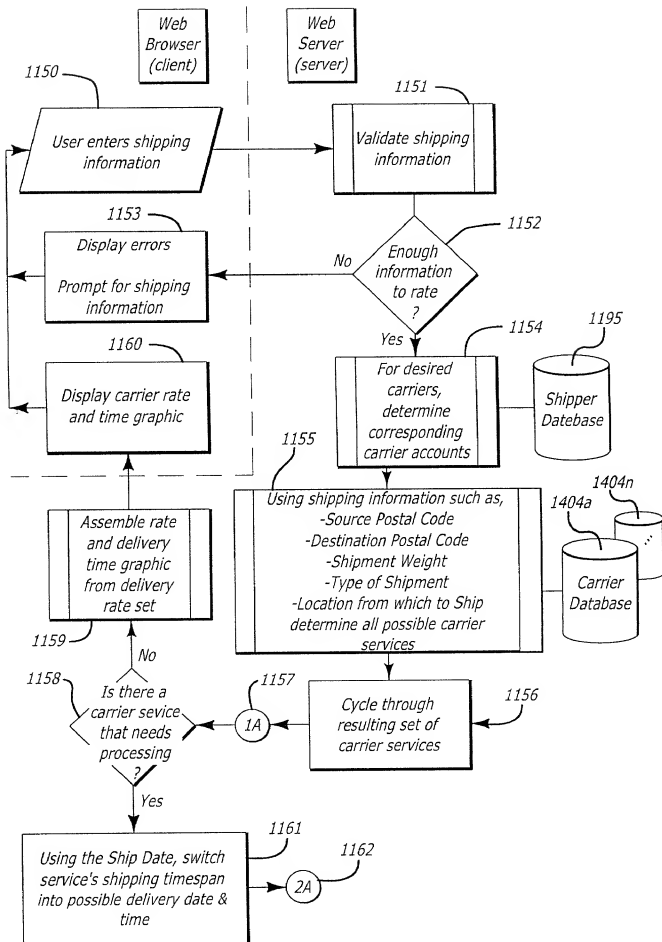 Web
Browser
(client)
Web
Server
(server)
1150
User enters shipping
information
1151
Validate shipping
information
1152
Enough
information
to rate
?
No
Yes
1153
Display errors
Prompt for shipping
information
1154
For desired
carriers,
determine
corresponding
carrier accounts
1195
Shipper
Datebase
1160
Display carrier rate
and time graphic
1155
Using shipping information such as,
-Source Postal Code
-Destination Postal Code
-Shipment Weight
-Type of Shipment
-Location from which to Ship
determine all possible carrier
services
1404a
1404n
...
Carrier
Database
Assemble rate
and delivery
time graphic
from delivery
rate set
1159
No
1158
Is there a
carrier sevice
that needs
processing
?
Yes
1157
1A
Cycle through
resulting set of
carrier services
1156
1161
Using the Ship Date, switch
service's shipping timespan
into possible delivery date &
time
1162
2A